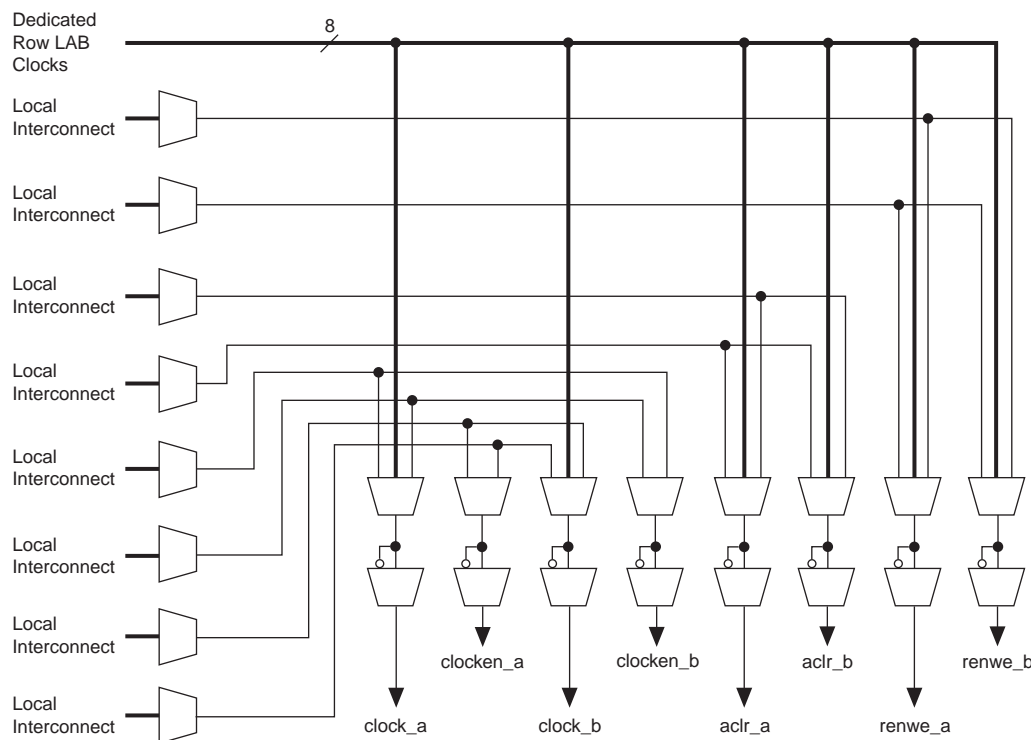 Dedicated
Row LAB
Clocks
8
Local
Interconnect
Local
Interconnect
Local
Interconnect
Local
Interconnect
Local
Interconnect
Local
Interconnect
Local
Interconnect
Local
Interconnect
clocken_a
clocken_b
aclr_b
renwe_b
clock_a
clock_b
aclr_a
renwe_a